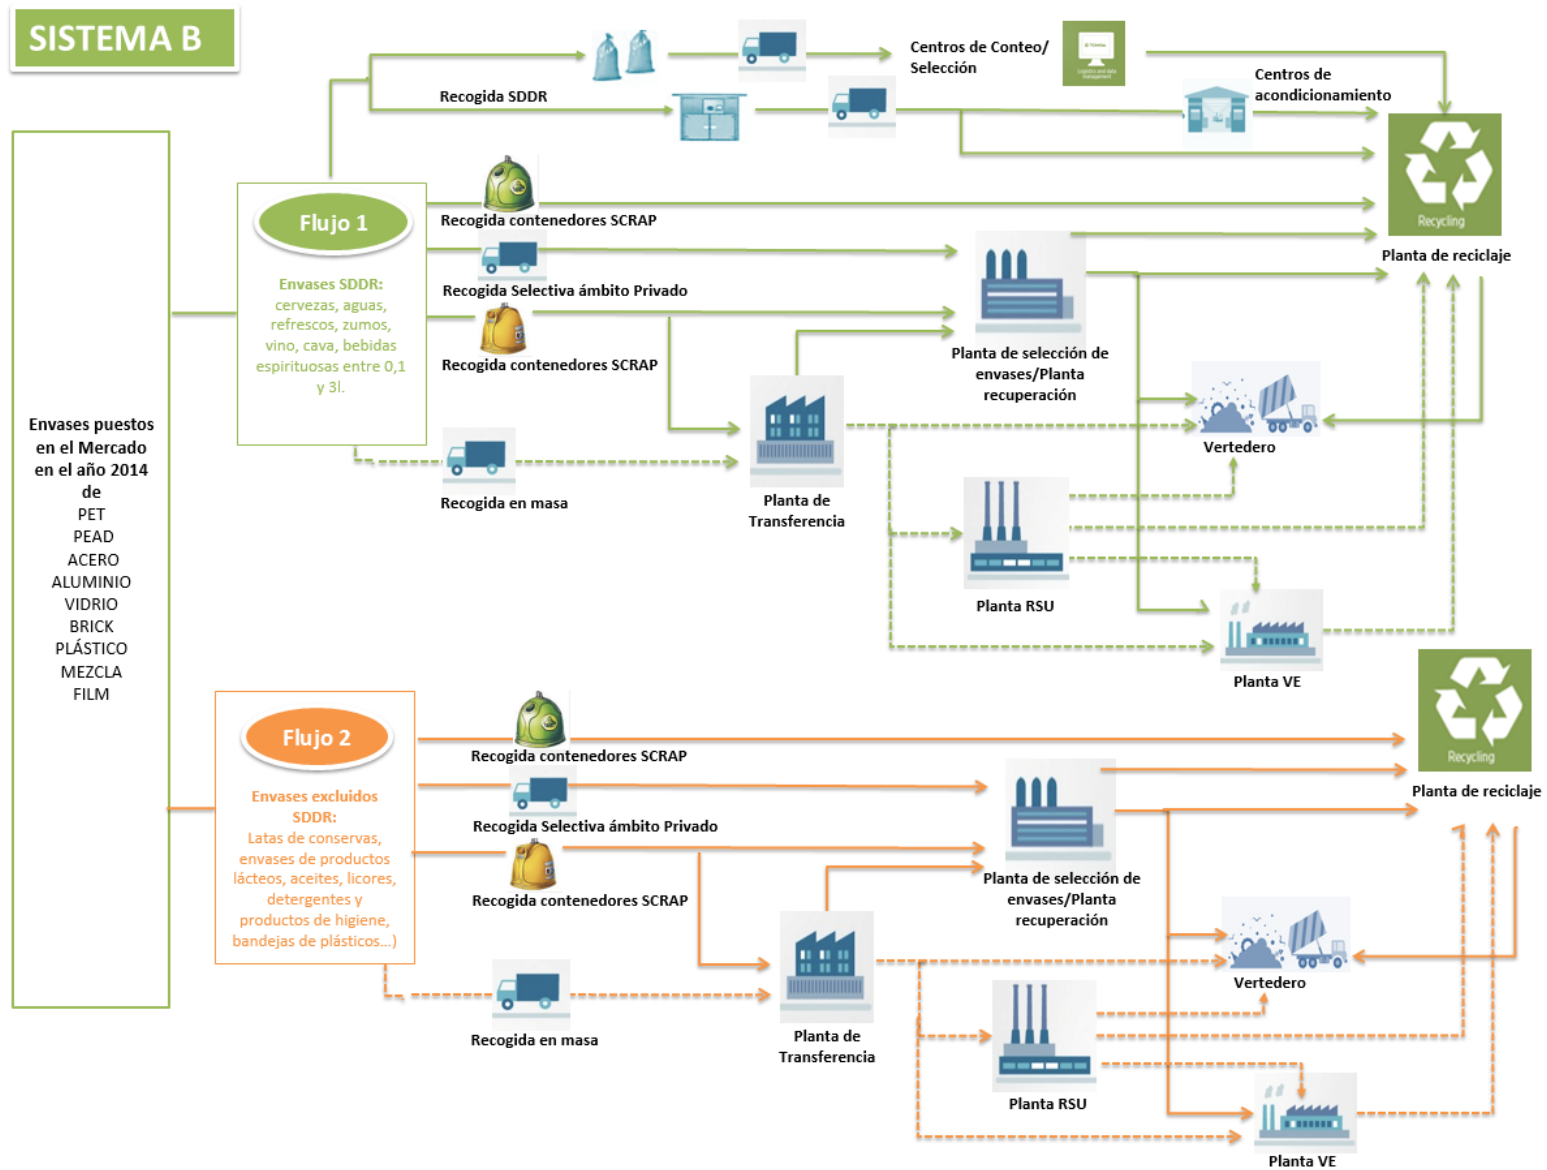 SISTEMA B
Centros de Conteo/
Selección
Logistics and data
management
Centros de
acondicionamiento
Recogida SDDR
Recycling
Planta de reciclaje
Envases puestos
en el Mercado
en el año 2014
de
PET
PEAD
ACERO
ALUMINIO
VIDRIO
BRICK
PLÁSTICO
MEZCLA
FILM
Flujo 1
Envases SDDR:
cervezas, aguas,
refrescos, zumos,
vino, cava, bebidas
espirituosas entre 0,1
y 3l.
Recogida contenedores SCRAP
Recogida Selectiva ámbito Privado
Recogida contenedores SCRAP
Recogida en masa
Planta de selección de
envases/Planta
recuperación
Planta de
Transferencia
Vertedero
Planta RSU
Planta VE
Flujo 2
Envases excluidos
SDDR:
Latas de conservas,
envases de productos
lácteos, aceites, licores,
detergentes y
productos de higiene,
bandejas de plásticos...)
Recogida contenedores SCRAP
Recogida Selectiva ámbito Privado
Recogida contenedores SCRAP
Recogida en masa
Recycling
Planta de reciclaje
Planta de selección de
envases/Planta
recuperación
Planta de
Transferencia
Vertedero
Planta RSU
Planta VE